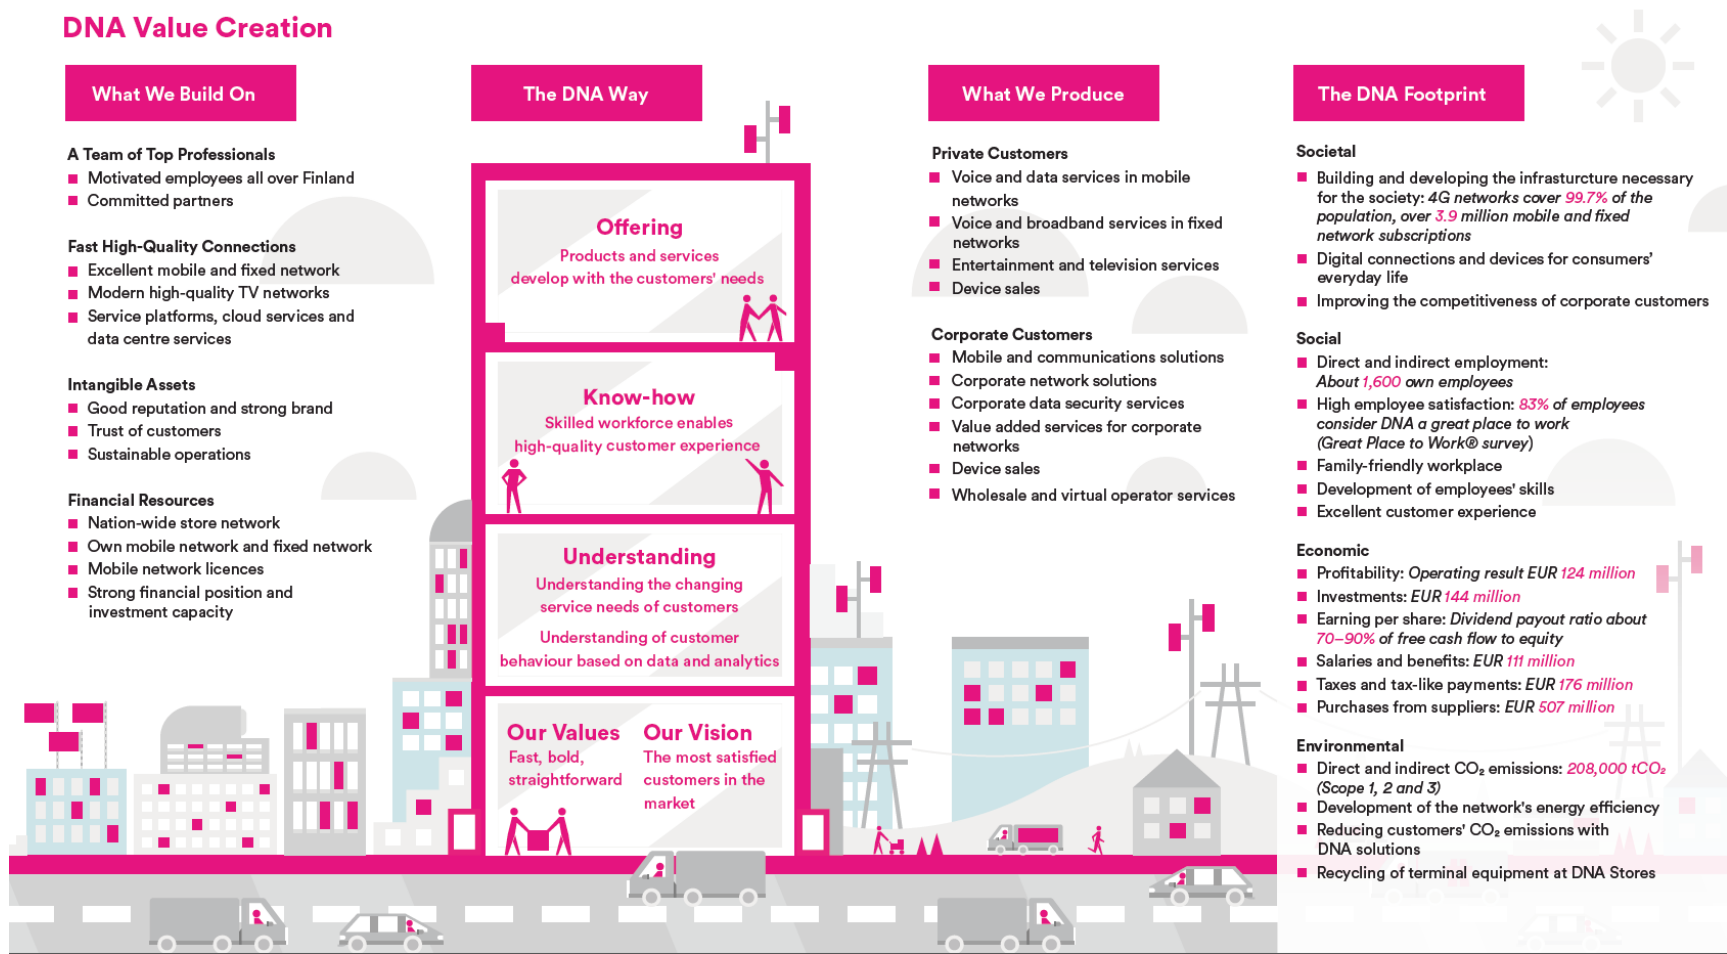 DNA Value Creation
What We Build On
A Team of Top Professionals
Motivated employees all over Finland
Committed partners
Fast High-Quality Connections
Excellent mobile and fixed network
Modern high-quality TV networks
Service platforms, cloud services and
data centre services
Intangible Assets
Good reputation and strong brand
Trust of customers
Sustainable operations
Financial Resources
Nation-wide store network
Own mobile network and fixed network
Mobile network licences
Strong financial position and
investment capacity
The DNA Way
Offering
Products and services
develop with the customers' needs
Know-how
Skilled workforce enables
high-quality customer experience
Understanding
Understanding the changing
service needs of customers
Understanding of customer
behaviour based on data and analytics
Our Values
Fast, bold,
straightforward
Our Vision
The most satisfied
customers in the
market
What We Produce
Private Customers
Voice and data services in mobile
networks
Voice and broadband services in fixed
networks
Entertainment and television services
Device sales
Corporate Customers
Mobile and communications solutions
Corporate network solutions
Corporate data security services
Value added services for corporate
networks
Device sales
Wholesale and virtual operator services
The DNA Footprint
Societal
Building and developing the infrasturcture necessary
for the society: 4G networks cover 99.7% of the
population, over 3.9 million mobile and fixed
network subscriptions
Digital connections and devices for consumers'
everyday life
Improving the competitiveness of corporate customers
Social
Direct and indirect employment:
About 1,600 own employees
High employee satisfaction: 83% of employees
consider DNA a great place to work
(Great Place to Work® survey)
Family-friendly workplace
Development of employees' skills
Excellent customer experience
Economic
Profitability: Operating result EUR 124 million
Investments: EUR 144 million
Earning per share: Dividend payout ratio about
70–90% of free cash flow to equity
Salaries and benefits: EUR 111 million
Taxes and tax-like payments: EUR 176 million
Purchases from suppliers: EUR 507 million
Environmental
Direct and indirect CO₂ emissions: 208,000 tCO₂
(Scope 1, 2 and 3)
Development of the network's energy efficiency
Reducing customers' CO₂ emissions with
DNA solutions
Recycling of terminal equipment at DNA Stores